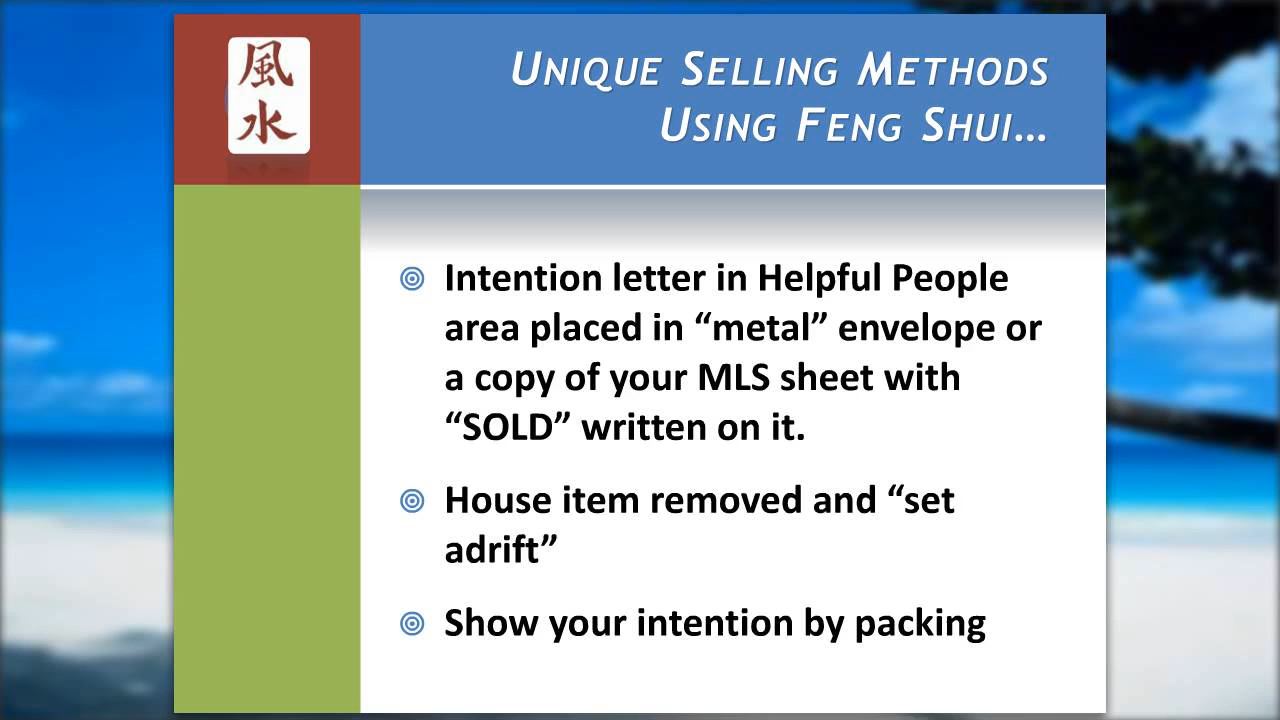 風
水
UNIQUE SELLING METHODS
USING FENG SHUI…
Intention letter in Helpful People
area placed in “metal” envelope or
a copy of your MLS sheet with
“SOLD” written on it.
House item removed and “set
adrift”
Show your intention by packing